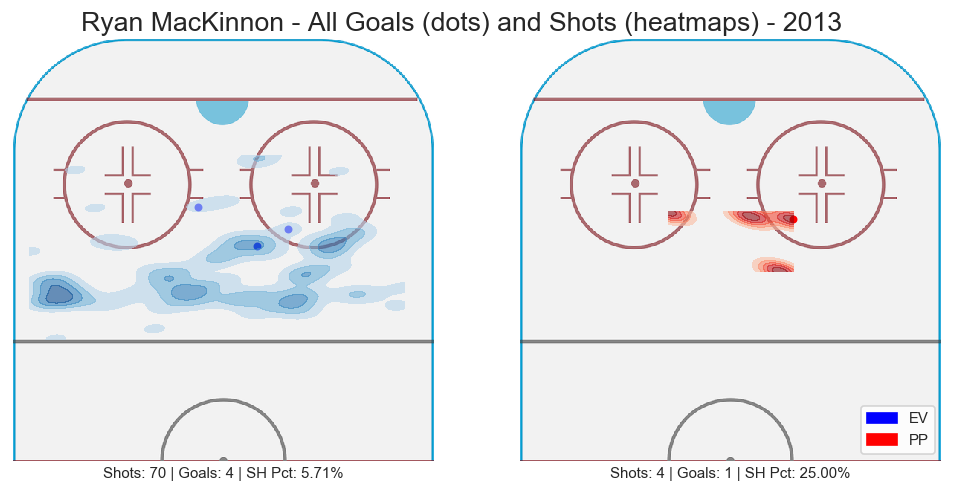 Ryan MacKinnon - All Goals (dots) and Shots (heatmaps) - 2013
EV
PP
Shots: 70 | Goals: 4 | SH Pct: 5.71%
Shots: 4 | Goals: 1 | SH Pct: 25.00%